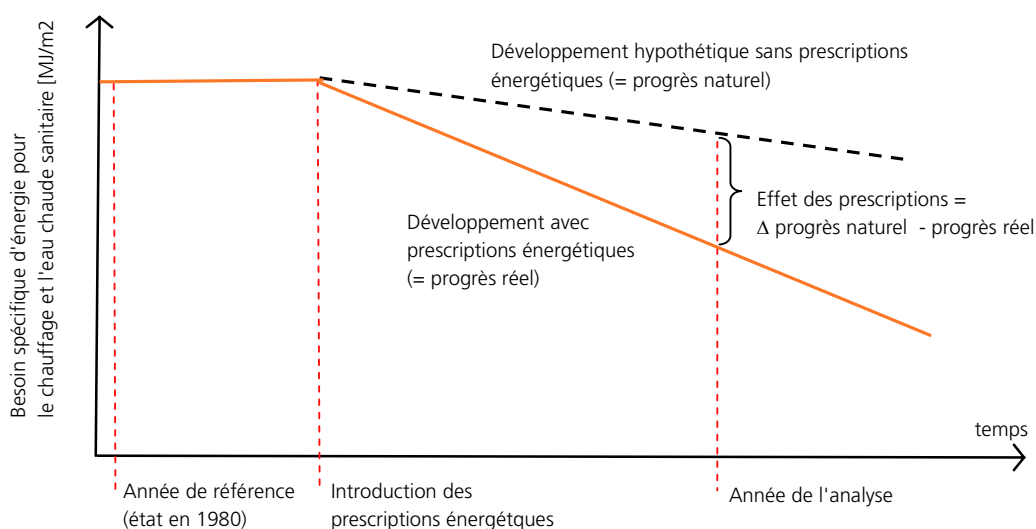 Besoin spécifique d'énergie pour
le chauffage et l'eau chaude sanitaire [MJ/m2
Développement hypothétique sans prescriptions
énergétiques (= progrès naturel)
Effet des prescriptions =
Δ progrès naturel - progrès réel
Développement avec
prescriptions énergétiques
(= progrès réel)
temps
Année de référence
(état en 1980)
Introduction des
prescriptions énergétques
Année de l'analyse